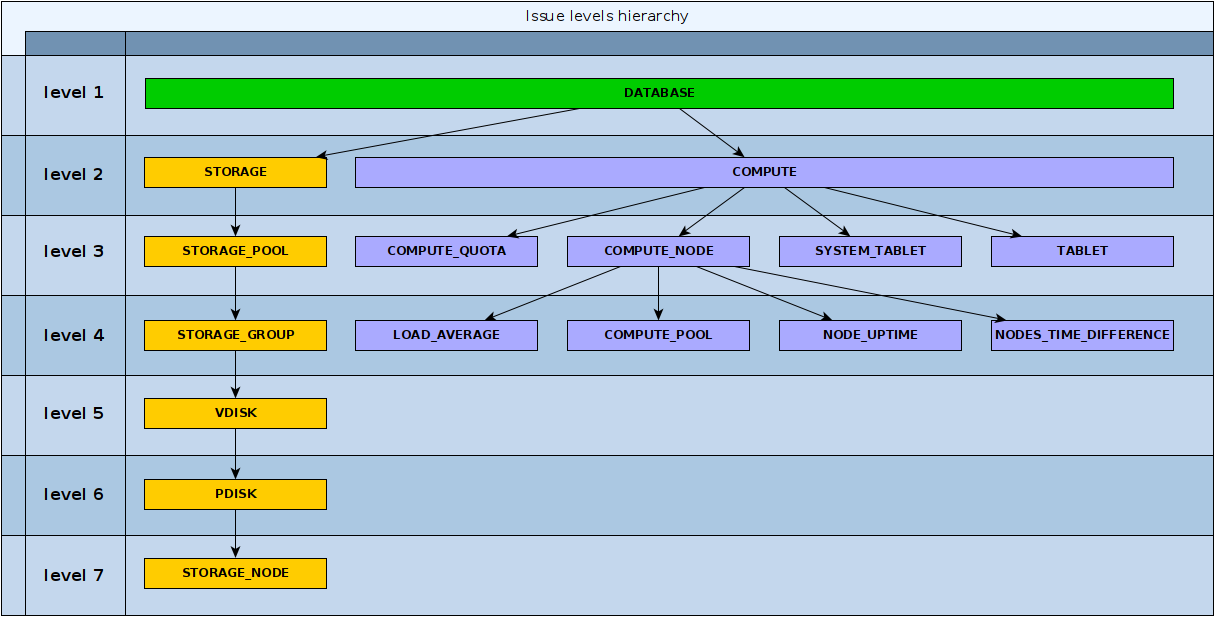 Issue levels hierarchy
level 1
DATABASE
level 2
STORAGE
COMPUTE
level 3
STORAGE_POOL
COMPUTE_QUOTA
COMPUTE_NODE
SYSTEM_TABLET
TABLET
level 4
STORAGE_GROUP
LOAD_AVERAGE
COMPUTE_POOL
NODE_UPTIME
NODES_TIME_DIFFERENCE
level 5
VDISK
level 6
PDISK
level 7
STORAGE_NODE